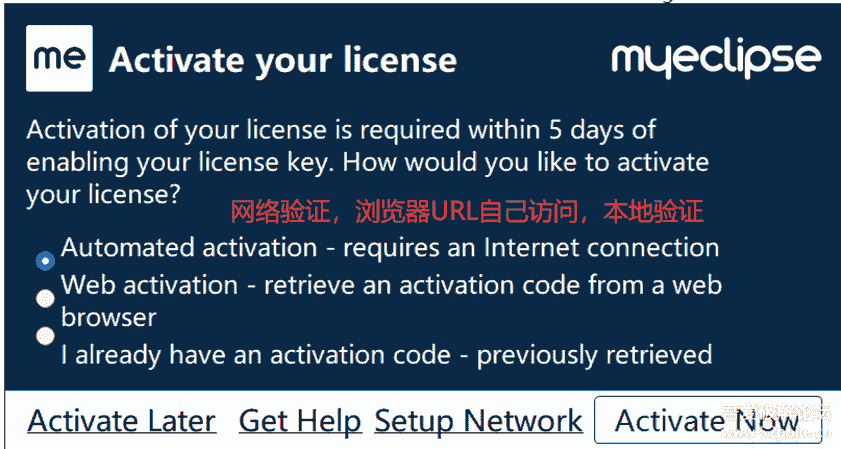 me Activate your license myeclipse
Activation of your license is required within 5 days of
enabling your license key. How would you like to activate
your license?
网络验证，浏览器URL自己访问，本地验证
Automated activation - requires an Internet connection
Web activation - retrieve an activation code from a web
browser
I already have an activation code - previously retrieved
Activate Later Get Help Setup Network Activate Now